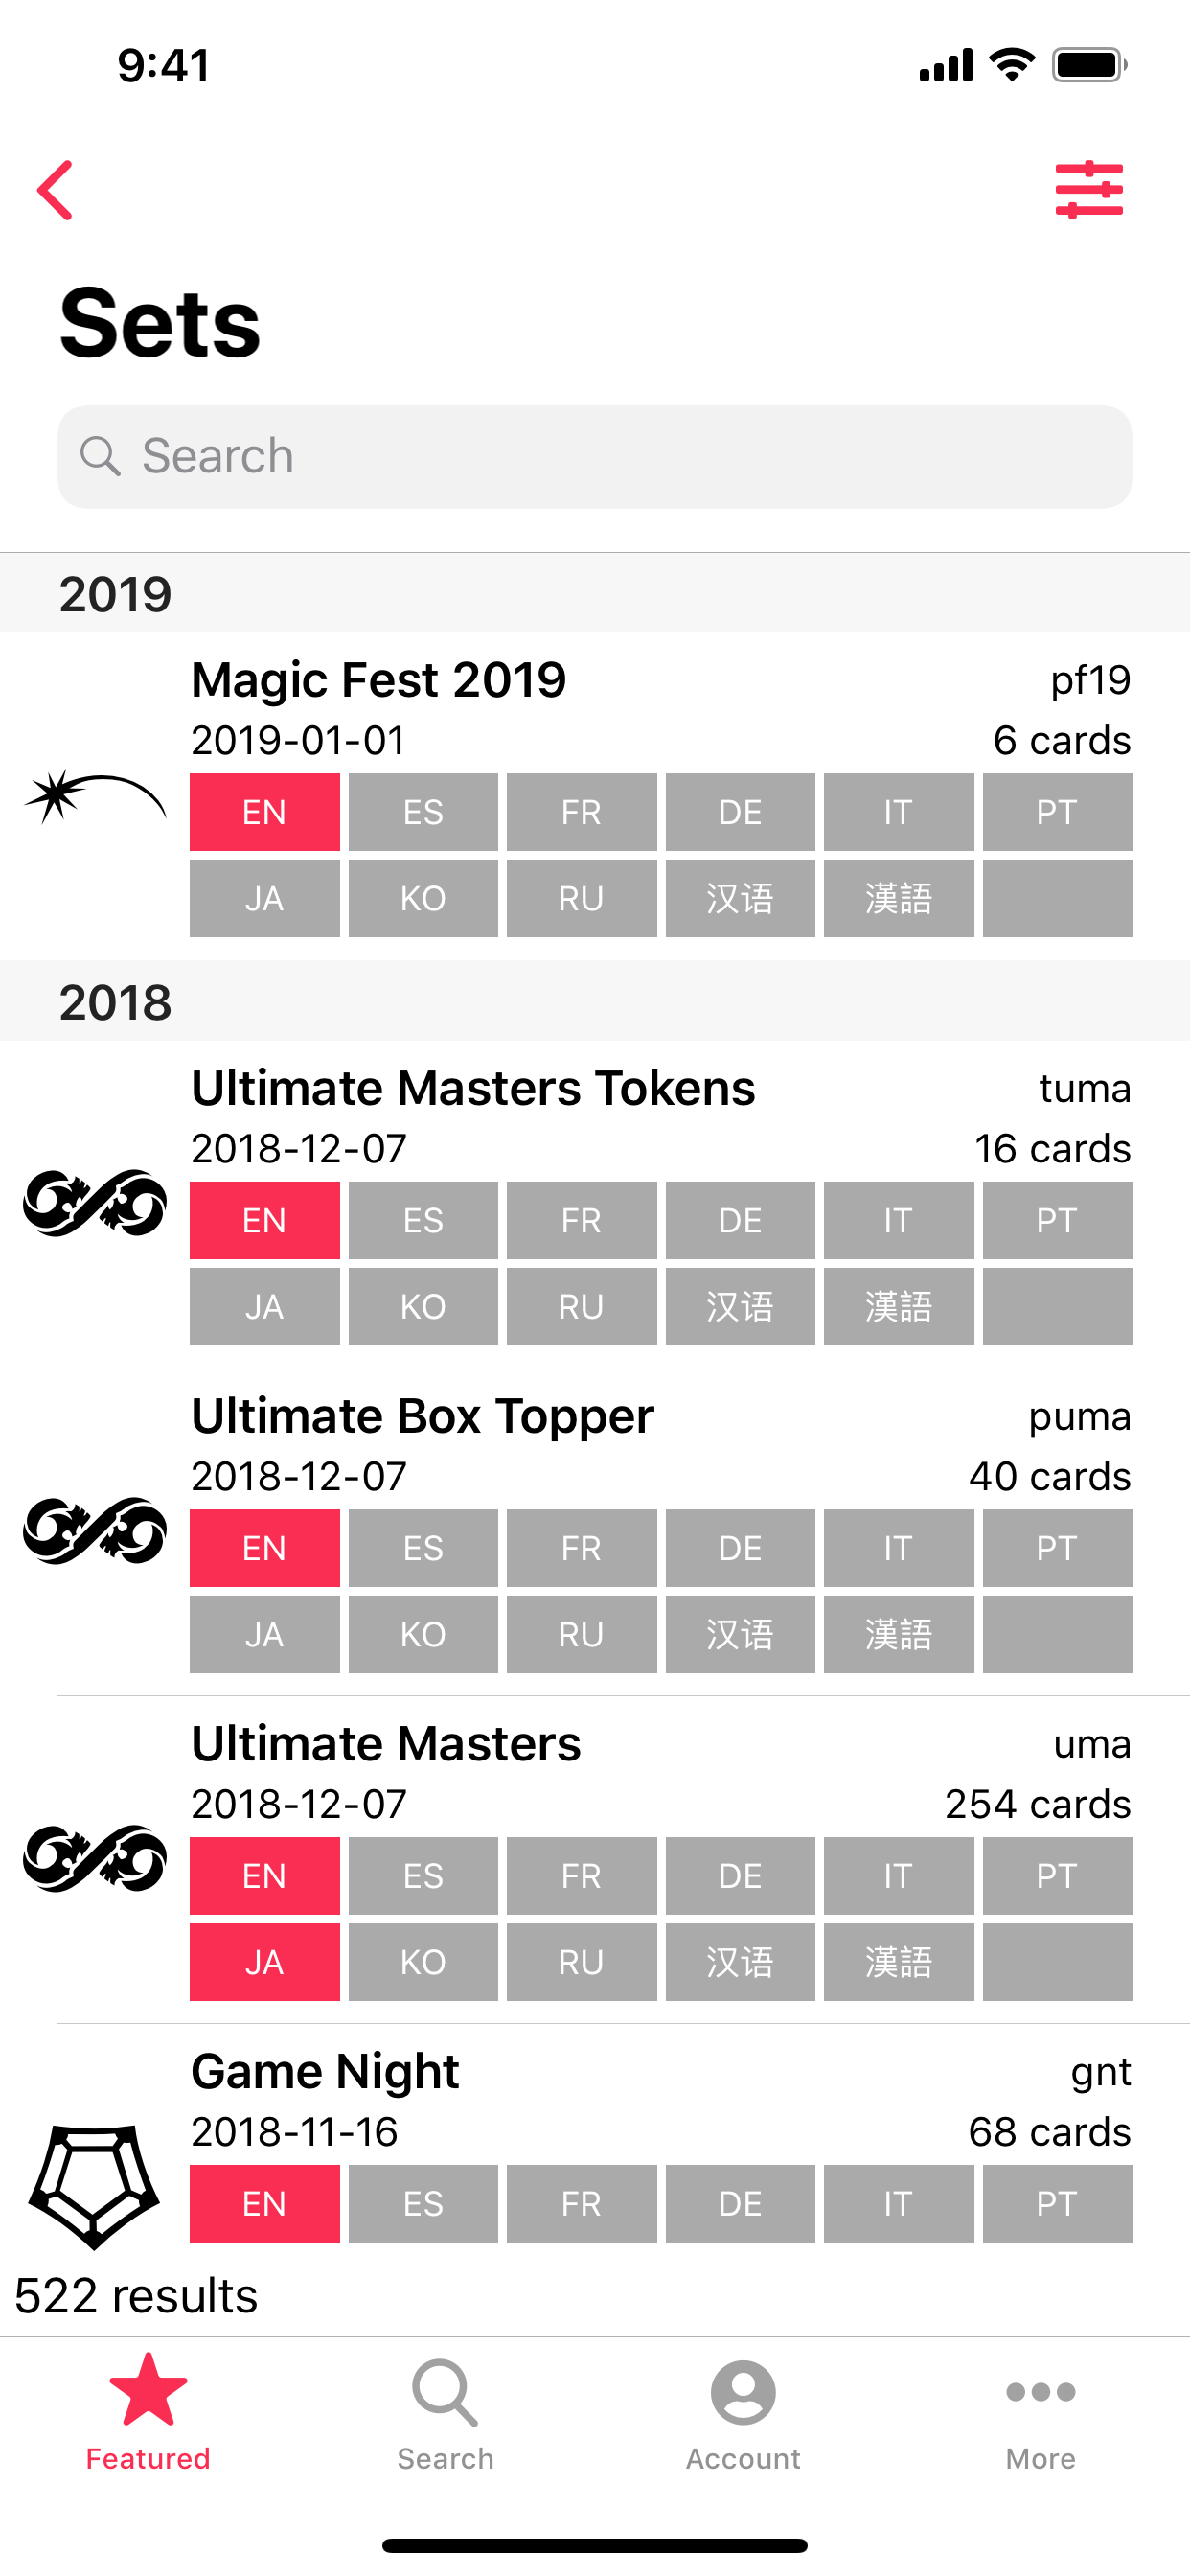 9:41
Sets
Search
2019
Magic Fest 2019 pf19
2019-01-01 6 cards
EN ES FR DE IT PT
JA KO RU 汉语 漢語
2018
Ultimate Masters Tokens tuma
2018-12-07 16 cards
EN ES FR DE IT PT
JA KO RU 汉语 漢語
Ultimate Box Topper puma
2018-12-07 40 cards
EN ES FR DE IT PT
JA KO RU 汉语 漢語
Ultimate Masters uma
2018-12-07 254 cards
EN ES FR DE IT PT
JA KO RU 汉语 漢語
Game Night gnt
2018-11-16 68 cards
EN ES FR DE IT PT
522 results
Featured Search Account More